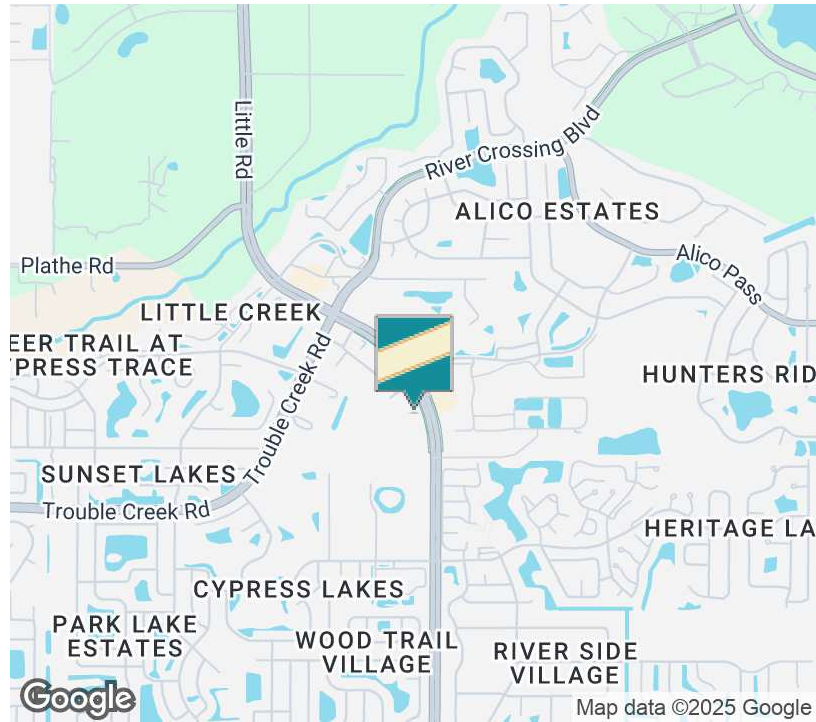 Little Rd
River Crossing Blvd
ALICO ESTATES
Alico Pass
Plathe Rd
LITTLE CREEK
EER TRAIL AT
PRESS TRACE
Trouble Creek Rd
HUNTERS RID
SUNSET LAKES
Trouble Creek Rd
HERITAGE LA
CYPRESS LAKES
PARK LAKE
ESTATES
WOOD TRAIL
VILLAGE
RIVER SIDE
VILLAGE
Google
Map data ©2025 Google